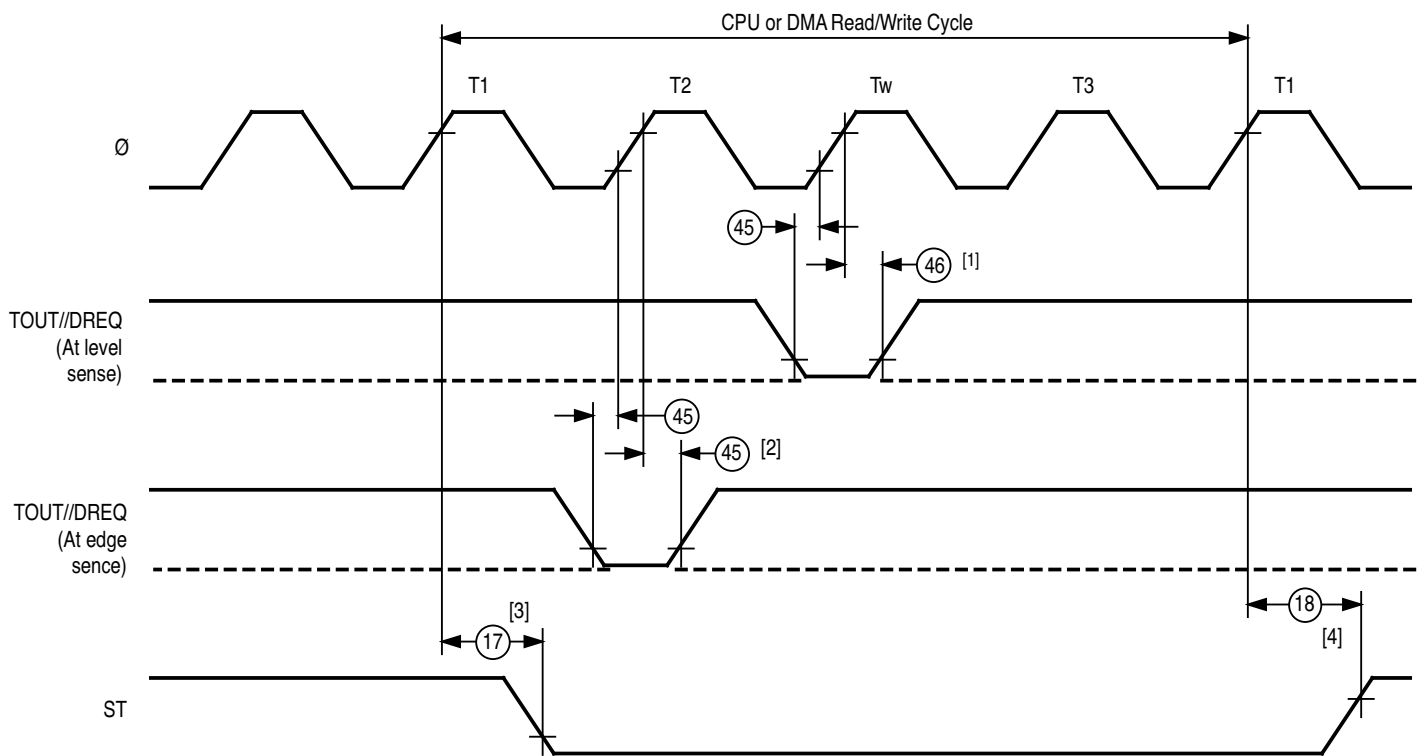 CPU or DMA Read/Write Cycle
T1 T2 Tw T3 T1
Ø
45
46 [1]
TOUT//DREQ
(At level
sense)
45
45 [2]
TOUT//DREQ
(At edge
sence)
18
[3]
[4]
17
ST